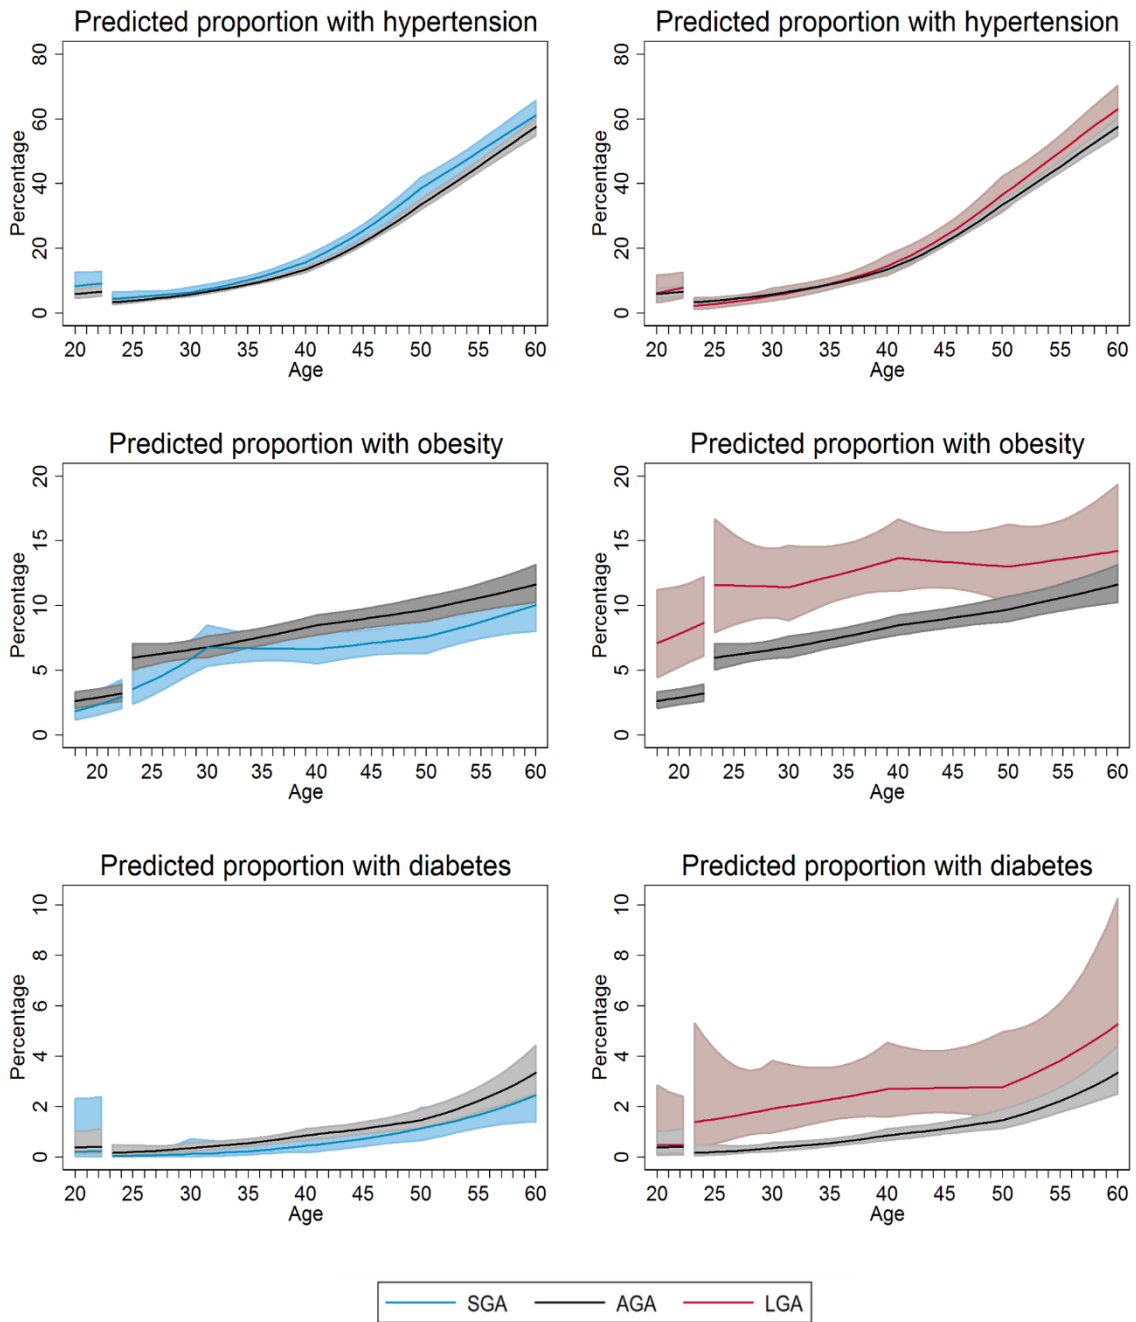 Predicted proportion with hypertension
Percentage
0 20 40 60 80
20 25 30 35 40 45 50 55 60
Age
Predicted proportion with hypertension
Percentage
0 20 40 60 80
20 25 30 35 40 45 50 55 60
Age
Predicted proportion with obesity
Percentage
0 5 10 15 20
20 25 30 35 40 45 50 55 60
Age
Predicted proportion with obesity
Percentage
0 5 10 15 20
20 25 30 35 40 45 50 55 60
Age
Predicted proportion with diabetes
Percentage
0 2 4 6 8 10
20 25 30 35 40 45 50 55 60
Age
Predicted proportion with diabetes
Percentage
0 2 4 6 8 10
20 25 30 35 40 45 50 55 60
Age
SGA AGA LGA